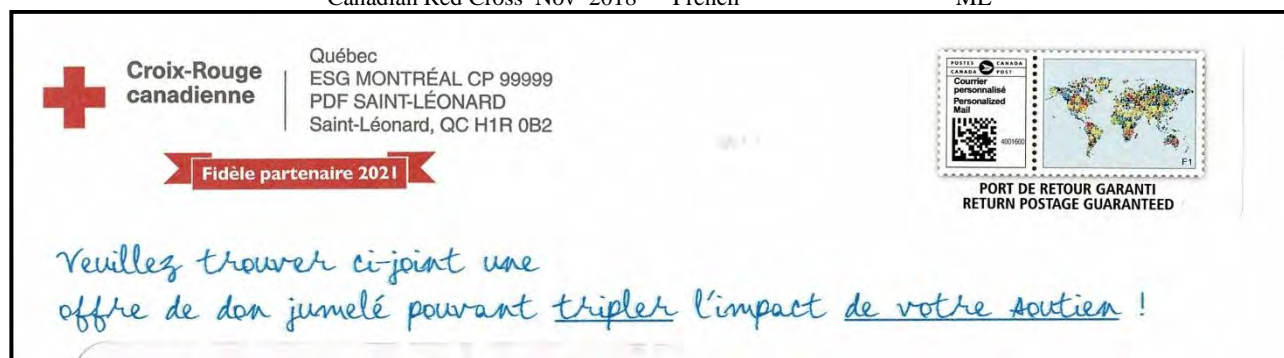 Canadian Red Cross Nov 2018 French ME
Croix-Rouge
canadienne
Québec
ESG MONTRÉAL CP 99999
PDF SAINT-LÉONARD
Saint-Léonard, QC H1R 0B2
Fidèle partenaire 2021
POSTES CANADA
CANADA POST
Courrier
personnalisé
Personalized
Mail
4001600
F1
PORT DE RETOUR GARANTI
RETURN POSTAGE GUARANTEED
Veuillez trouver ci-joint une
offre de don jumelé pouvant tripler l'impact de votre soutien !